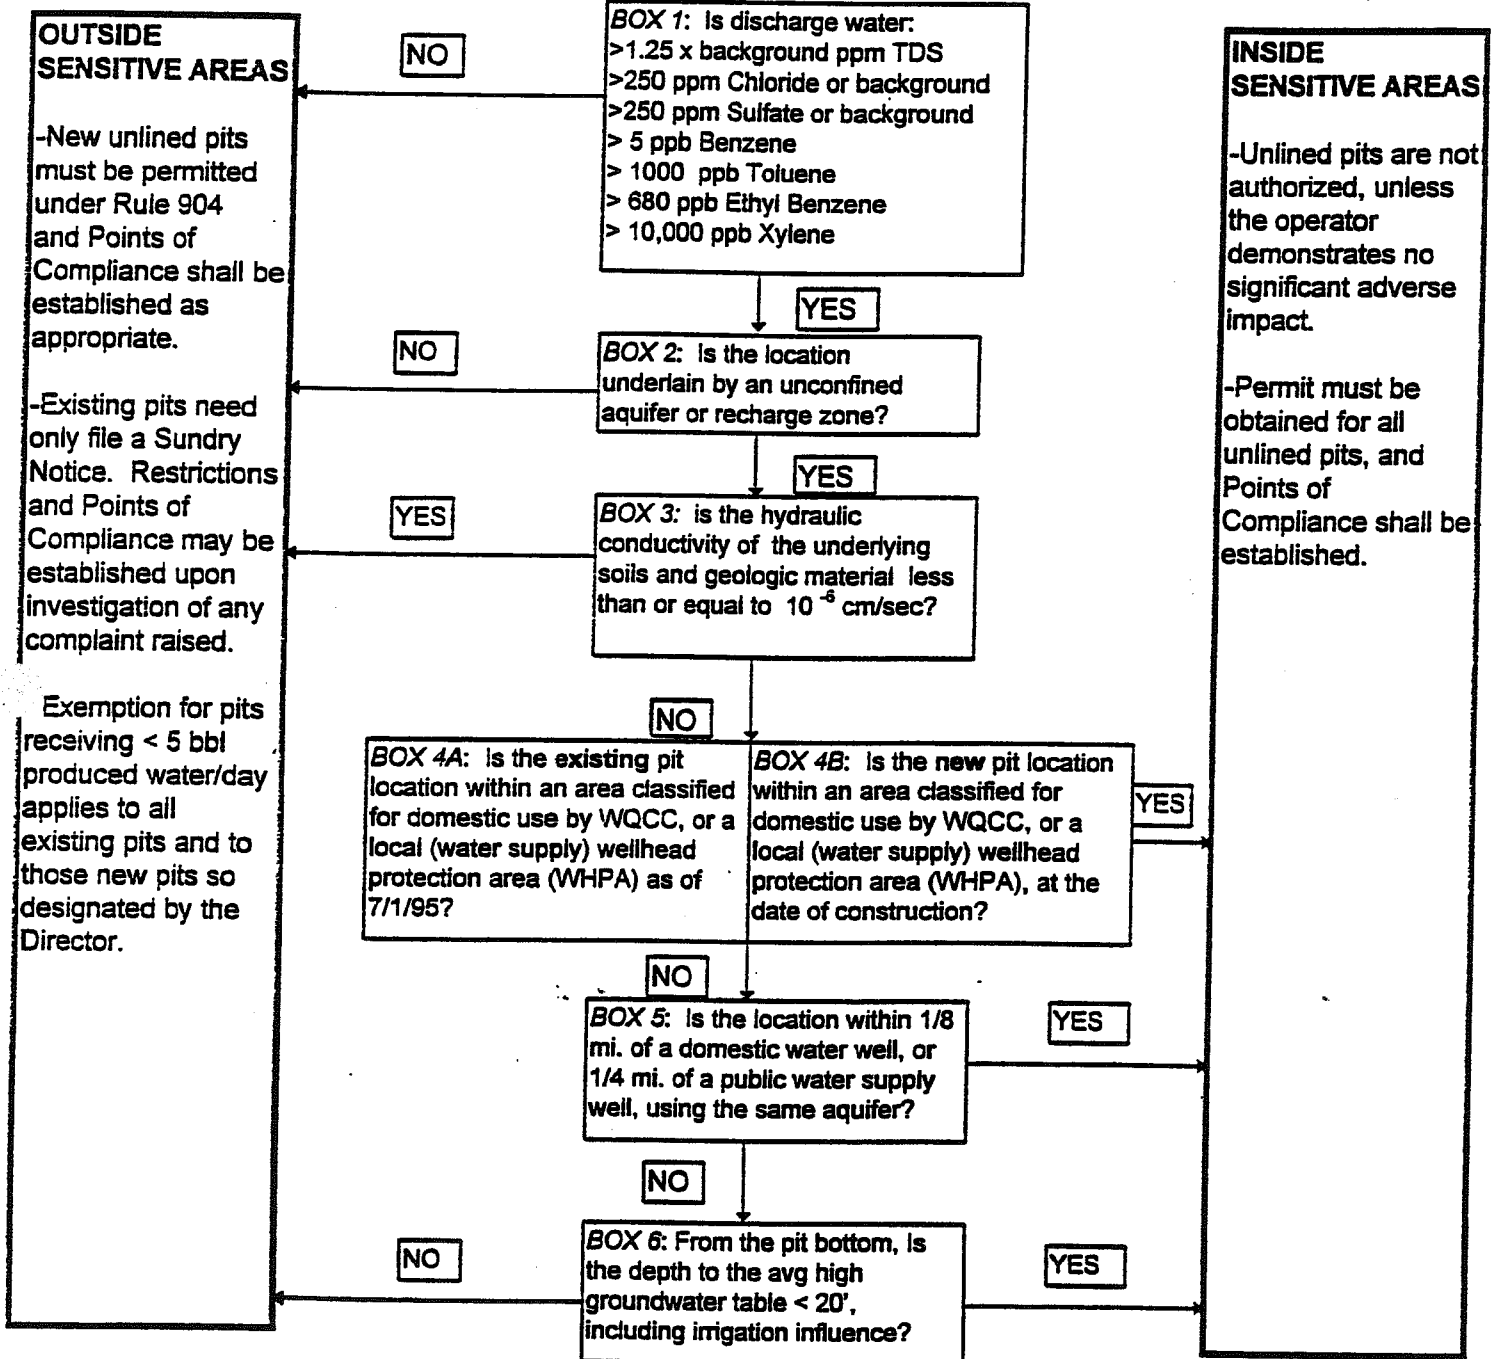 OUTSIDE
SENSITIVE AREAS
-New unlined pits
must be permitted
under Rule 904
and Points of
Compliance shall be
established as
appropriate.
-Existing pits need
only file a Sundry
Notice. Restrictions
and Points of
Compliance may be
established upon
investigation of any
complaint raised.
Exemption for pits
receiving < 5 bbl
produced water/day
applies to all
existing pits and to
those new pits so
designated by the
Director.
NO
BOX 1: Is discharge water:
>1.25 x background ppm TDS
>250 ppm Chloride or background
>250 ppm Sulfate or background
> 5 ppb Benzene
> 1000 ppb Toluene
> 680 ppb Ethyl Benzene
> 10,000 ppb Xylene
YES
NO
BOX 2: Is the location
underlain by an unconfined
aquifer or recharge zone?
YES
YES
BOX 3: is the hydraulic
conductivity of the underlying
soils and geologic material less
than or equal to 10 -6 cm/sec?
NO
BOX 4A: Is the existing pit
location within an area classified
for domestic use by WQCC, or a
local (water supply) wellhead
protection area (WHPA) as of
7/1/95?
BOX 4B: Is the new pit location
within an area classified for
domestic use by WQCC, or a
local (water supply) wellhead
protection area (WHPA), at the
date of construction?
YES
NO
BOX 5: Is the location within 1/8
mi. of a domestic water well, or
1/4 mi. of a public water supply
well, using the same aquifer?
YES
NO
NO
BOX 6: From the pit bottom, is
the depth to the avg high
groundwater table < 20',
including irrigation influence?
YES
INSIDE
SENSITIVE AREAS
-Unlined pits are not
authorized, unless
the operator
demonstrates no
significant adverse
impact.
-Permit must be
obtained for all
unlined pits, and
Points of
Compliance shall be
established.